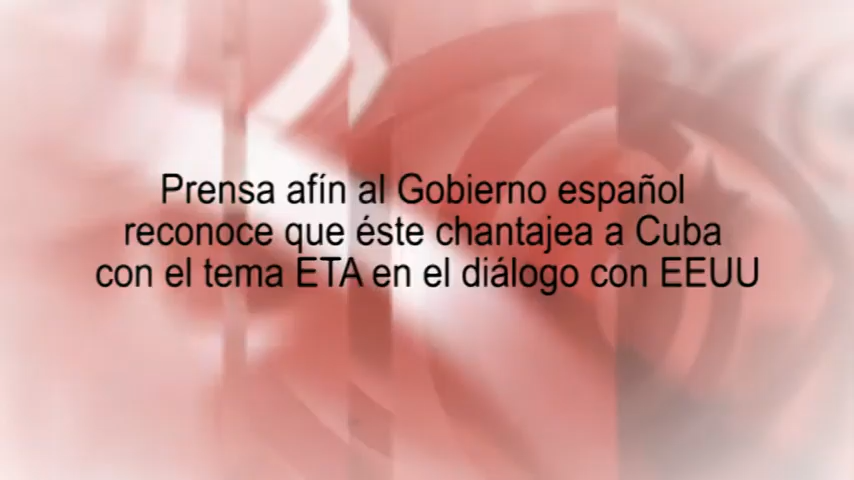 Prensa afín al Gobierno español
reconoce que éste chantajea a Cuba
con el tema ETA en el diálogo con EEUU